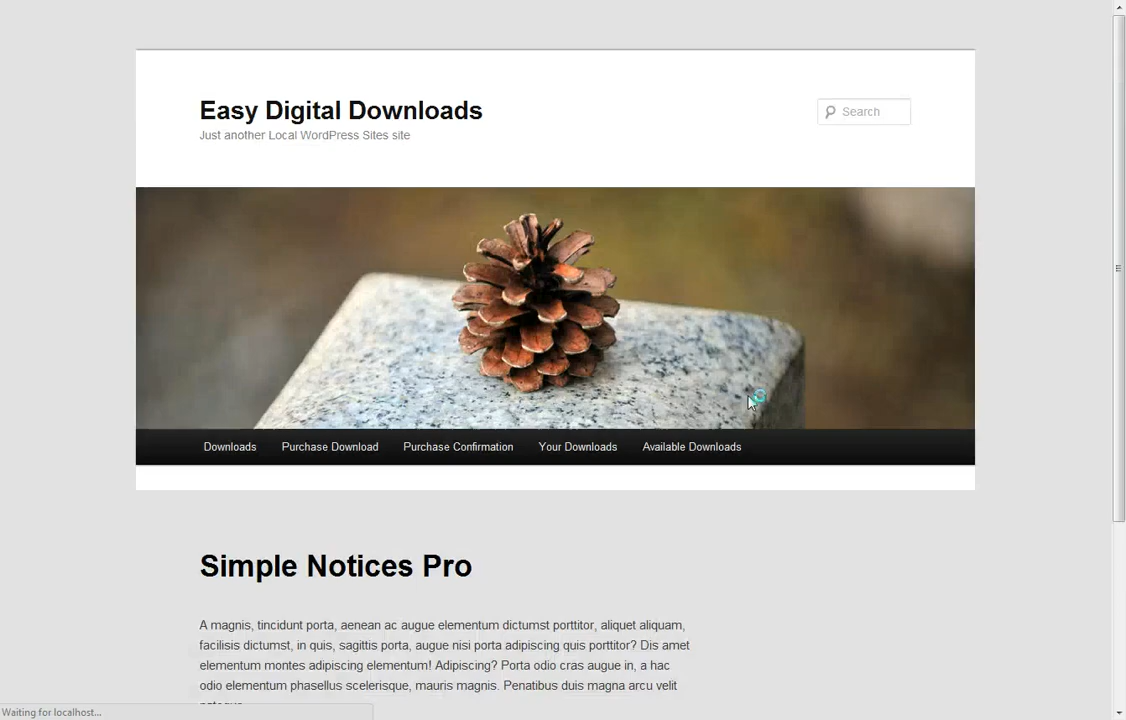 Easy Digital Downloads
Just another Local WordPress Sites site
Search
Downloads
Purchase Download
Purchase Confirmation
Your Downloads
Available Downloads
Simple Notices Pro
A magnis, tincidunt porta, aenean ac augue elementum dictumst porttitor, aliquet aliquam,
facilisis dictumst, in quis, sagittis porta, augue nisi porta adipiscing quis porttitor? Dis amet
elementum montes adipiscing elementum! Adipiscing? Porta odio cras augue in, a hac
odio elementum phasellus scelerisque, mauris magnis. Penatibus duis magna arcu velit
Waiting for localhost...